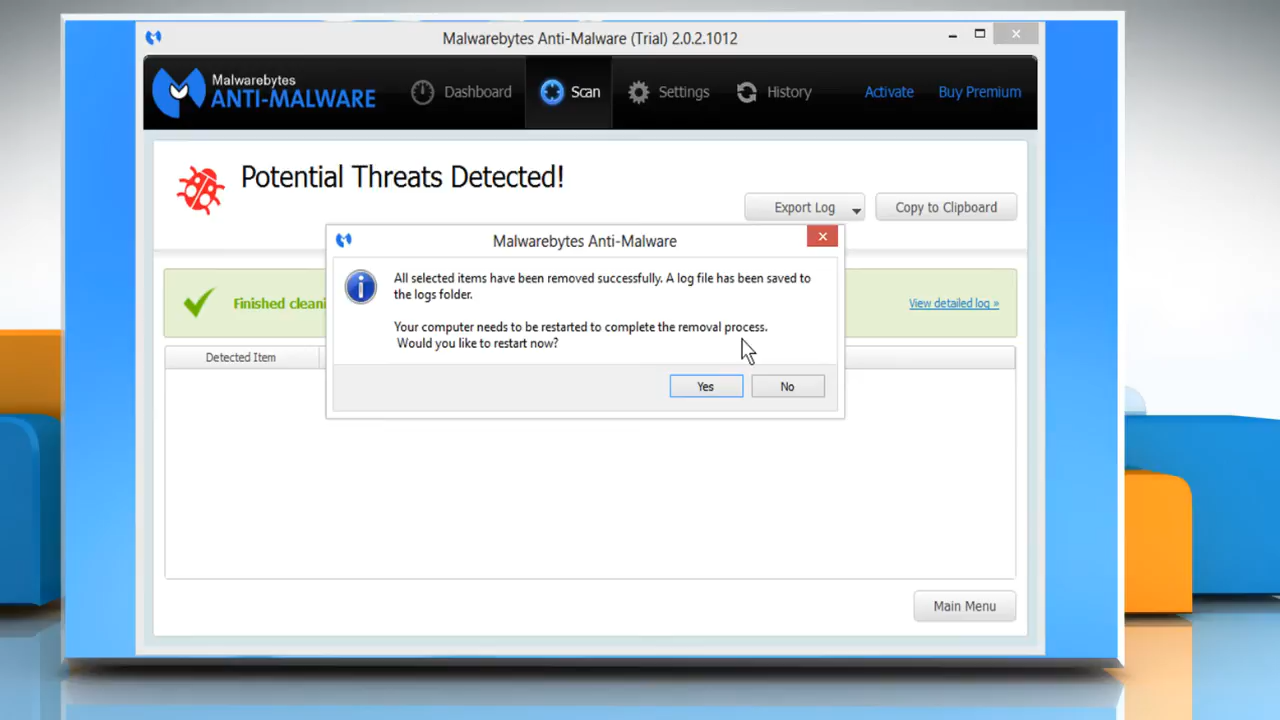 Malwarebytes Anti-Malware (Trial) 2.0.2.1012
Malwarebytes
ANTI-MALWARE
Dashboard
Scan
Settings
History
Activate
Buy Premium
Potential Threats Detected!
Export Log
Copy to Clipboard
Malwarebytes Anti-Malware
All selected items have been removed successfully. A log file has been saved to
the logs folder.
Your computer needs to be restarted to complete the removal process.
Would you like to restart now?
Yes
No
Finished
View detailed log »
Detected Item
Main Menu